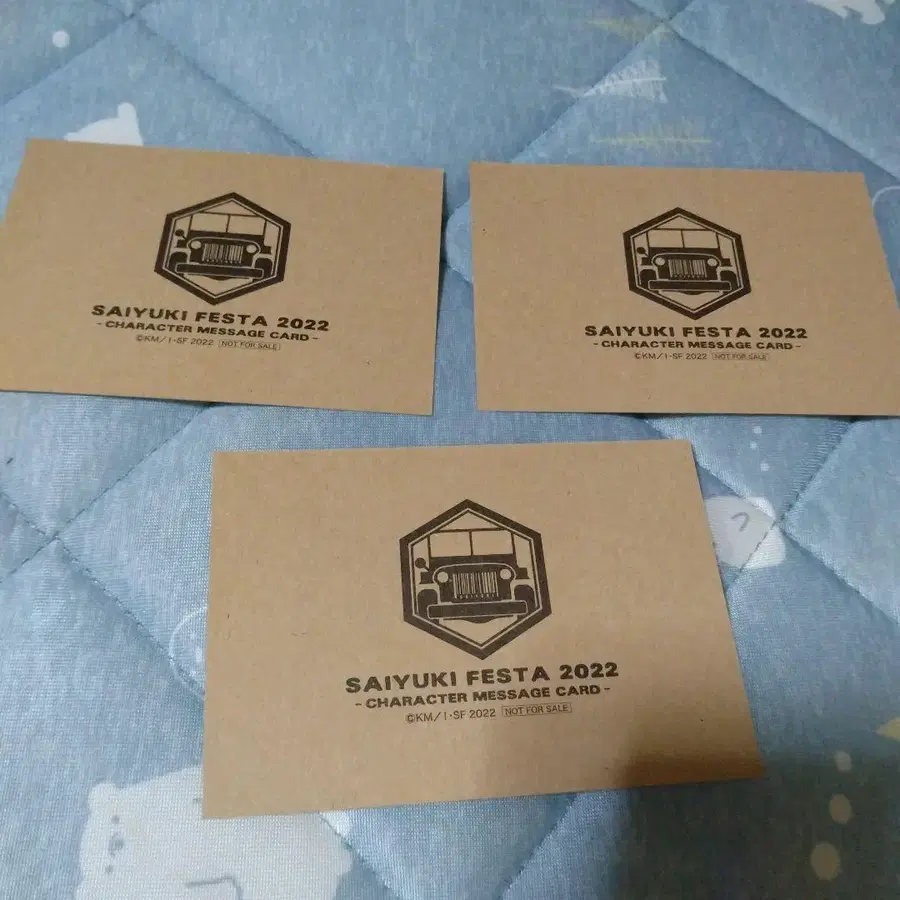 SAIYUKI FESTA 2022
- CHARACTER MESSAGE CARD -
©KM/I·SF 2022 NOT FOR SALE
SAIYUKI FESTA 2022
- CHARACTER MESSAGE CARD -
©KM/I·SF 2022 NOT FOR SALE
SAIYUKI FESTA 2022
- CHARACTER MESSAGE CARD -
©KM/I·SF 2022 NOT FOR SALE